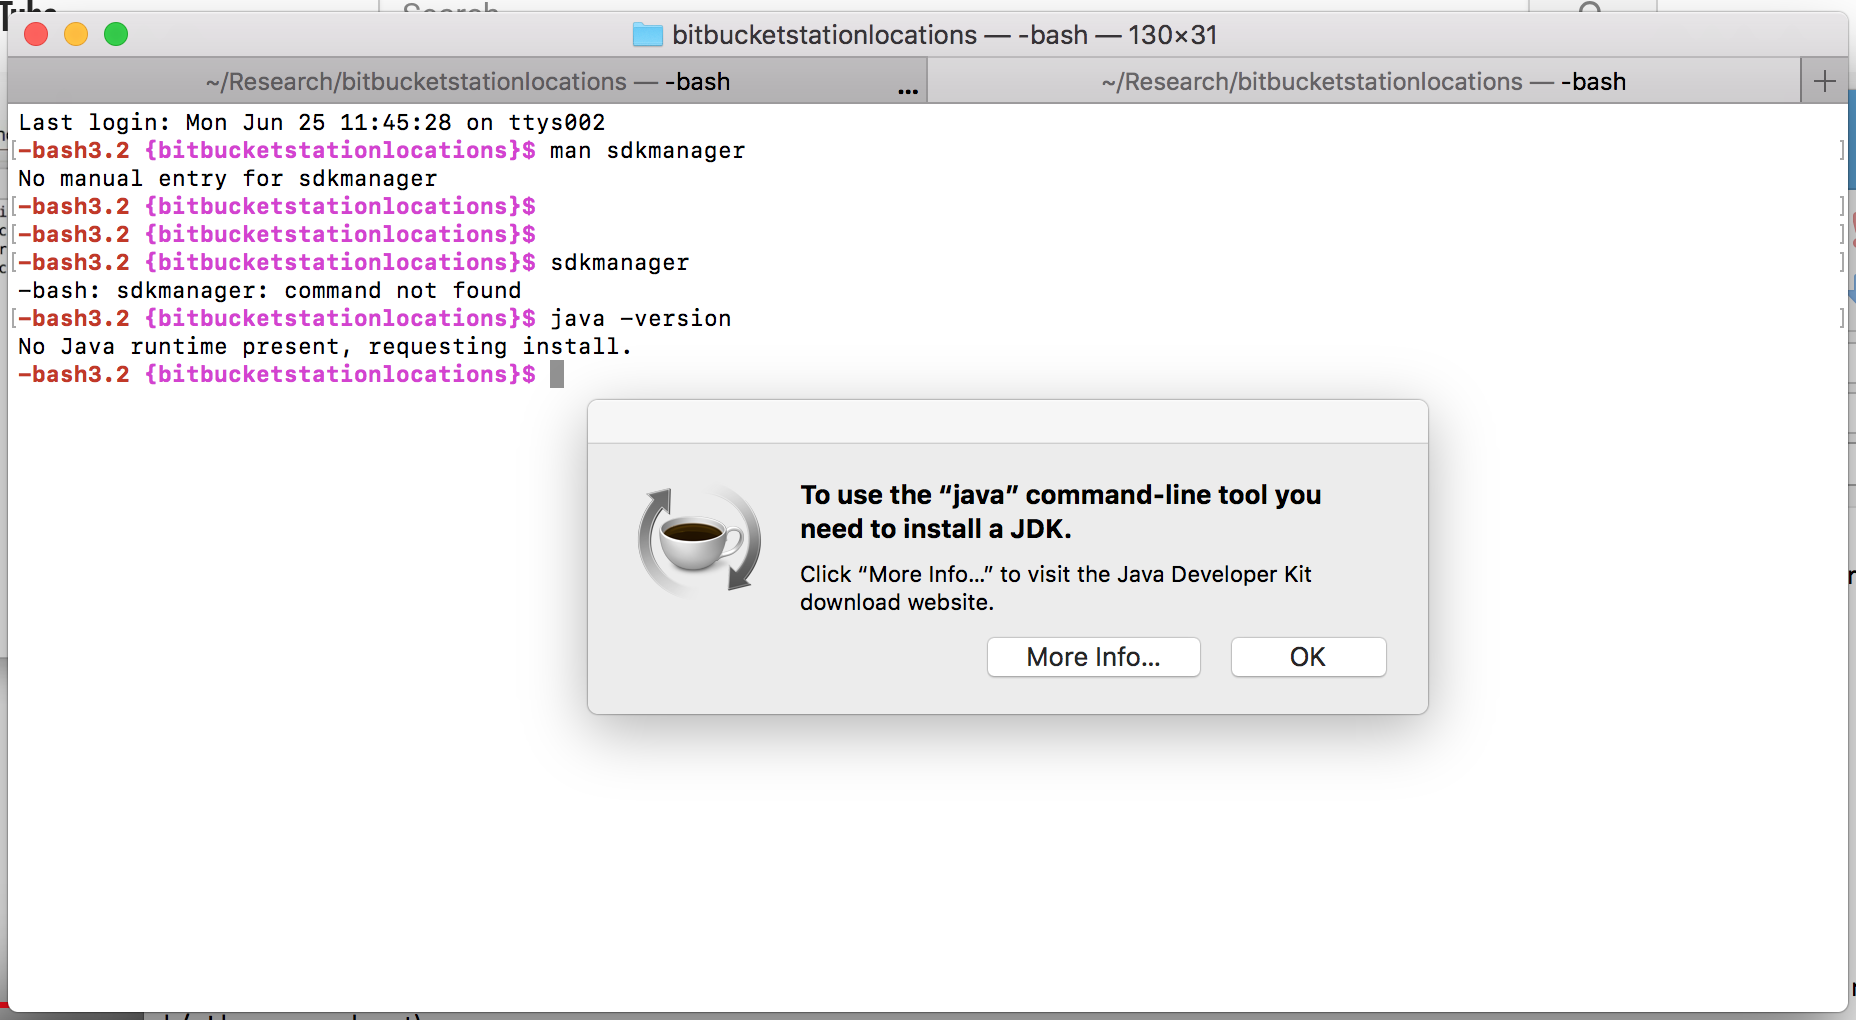 bitbucketstationlocations — -bash — 130×31
~/Research/bitbucketstationlocations — -bash ... ~/Research/bitbucketstationlocations — -bash +
Last login: Mon Jun 25 11:45:28 on ttys002
[-bash3.2 {bitbucketstationlocations}$ man sdkmanager ]
No manual entry for sdkmanager
[-bash3.2 {bitbucketstationlocations}$ ]
[-bash3.2 {bitbucketstationlocations}$ ]
[-bash3.2 {bitbucketstationlocations}$ sdkmanager ]
-bash: sdkmanager: command not found
[-bash3.2 {bitbucketstationlocations}$ java -version ]
No Java runtime present, requesting install.
-bash3.2 {bitbucketstationlocations}$
To use the “java” command-line tool you
need to install a JDK.
Click “More Info...” to visit the Java Developer Kit
download website.
More Info... OK